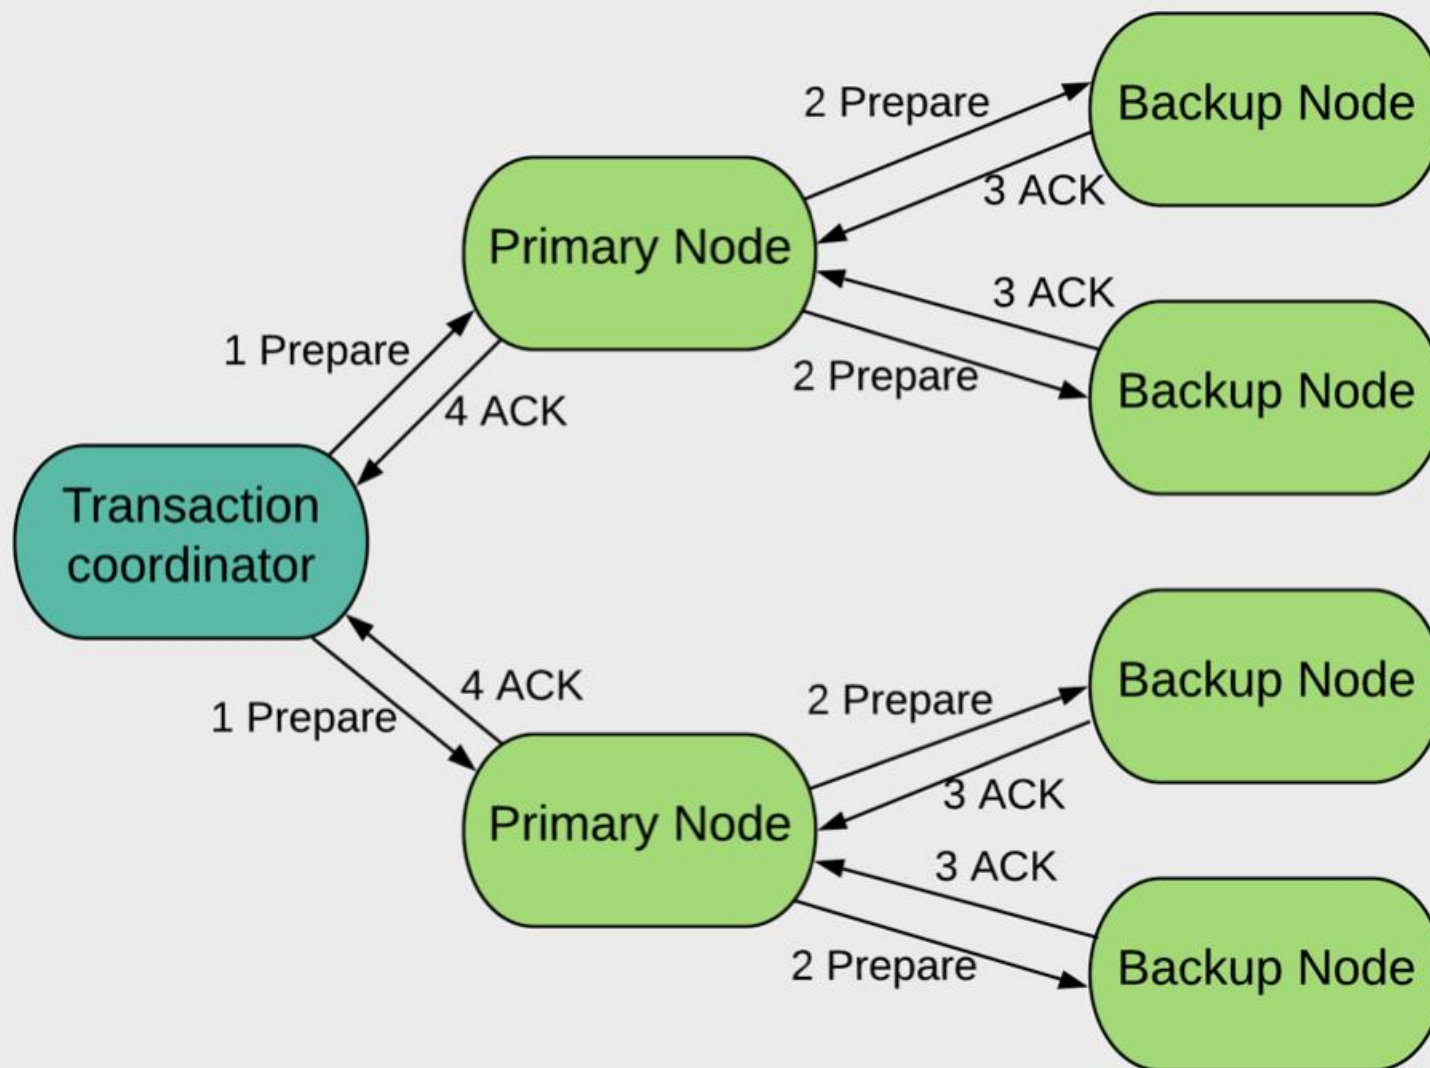 2 Prepare
Backup Node
3 ACK
Primary Node
3 ACK
1 Prepare
2 Prepare
Backup Node
4 ACK
Transaction
coordinator
4 ACK
1 Prepare
2 Prepare
Backup Node
3 ACK
Primary Node
3 ACK
2 Prepare
Backup Node